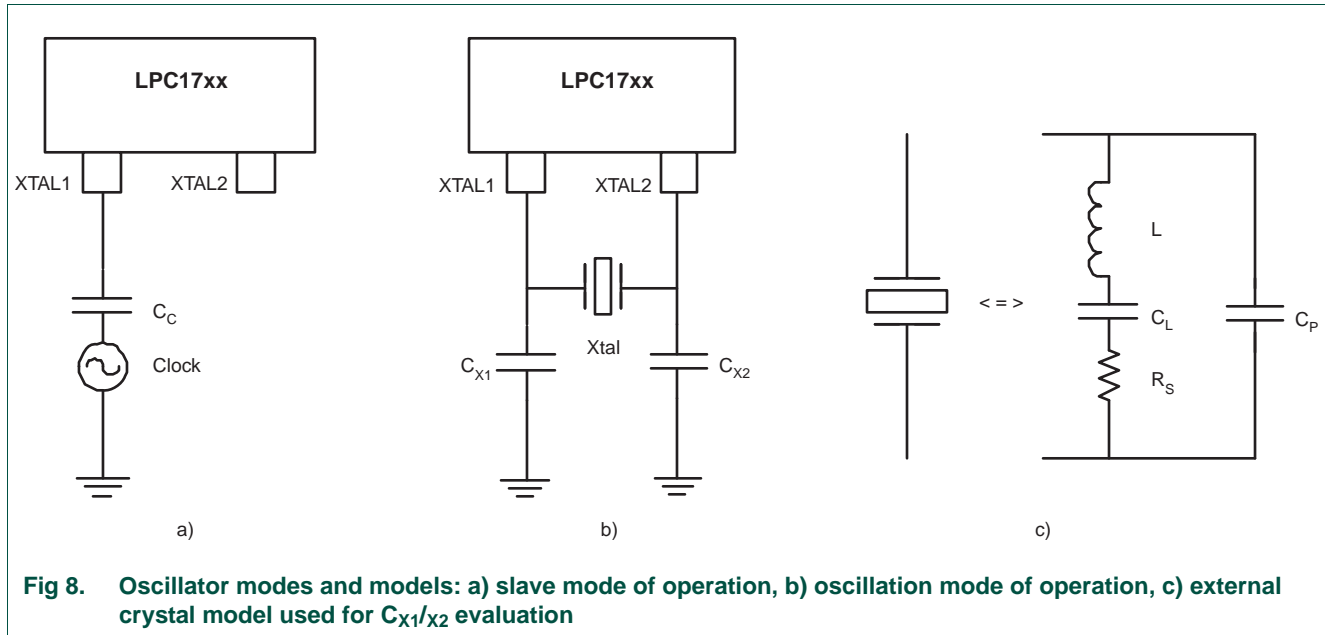 LPC17xx
LPC17xx
XTAL1
XTAL2
XTAL1
XTAL2
L
< = >
C_C
C_L
C_P
Xtal
Clock
C_X1
C_X2
R_S
a)
b)
c)
Fig 8. Oscillator modes and models: a) slave mode of operation, b) oscillation mode of operation, c) external
crystal model used for C_X1/X2 evaluation